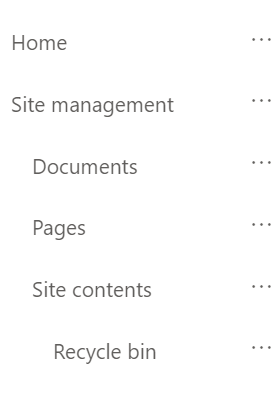 Home ...
Site management ...
Documents ...
Pages ...
Site contents ...
Recycle bin ...